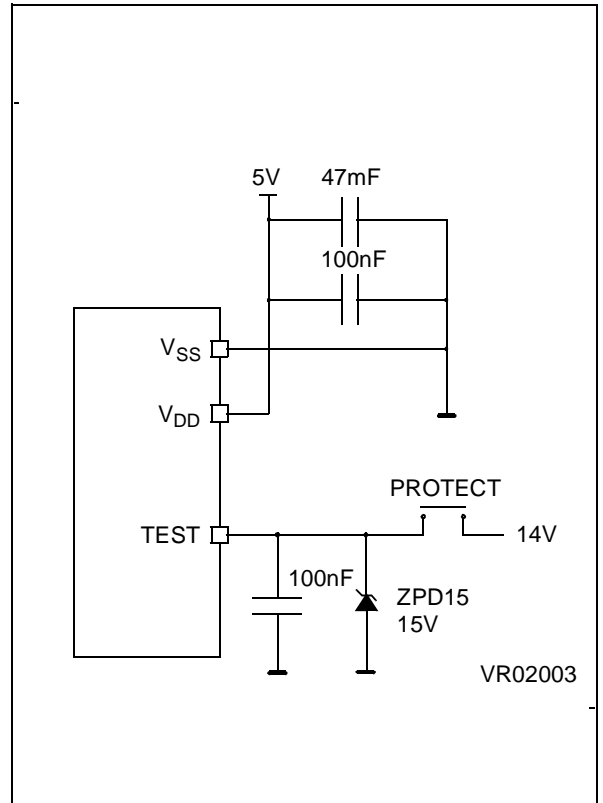 5V 47mF
100nF
VSS
VDD
PROTECT
TEST 14V
100nF ZPD15
15V
VR02003